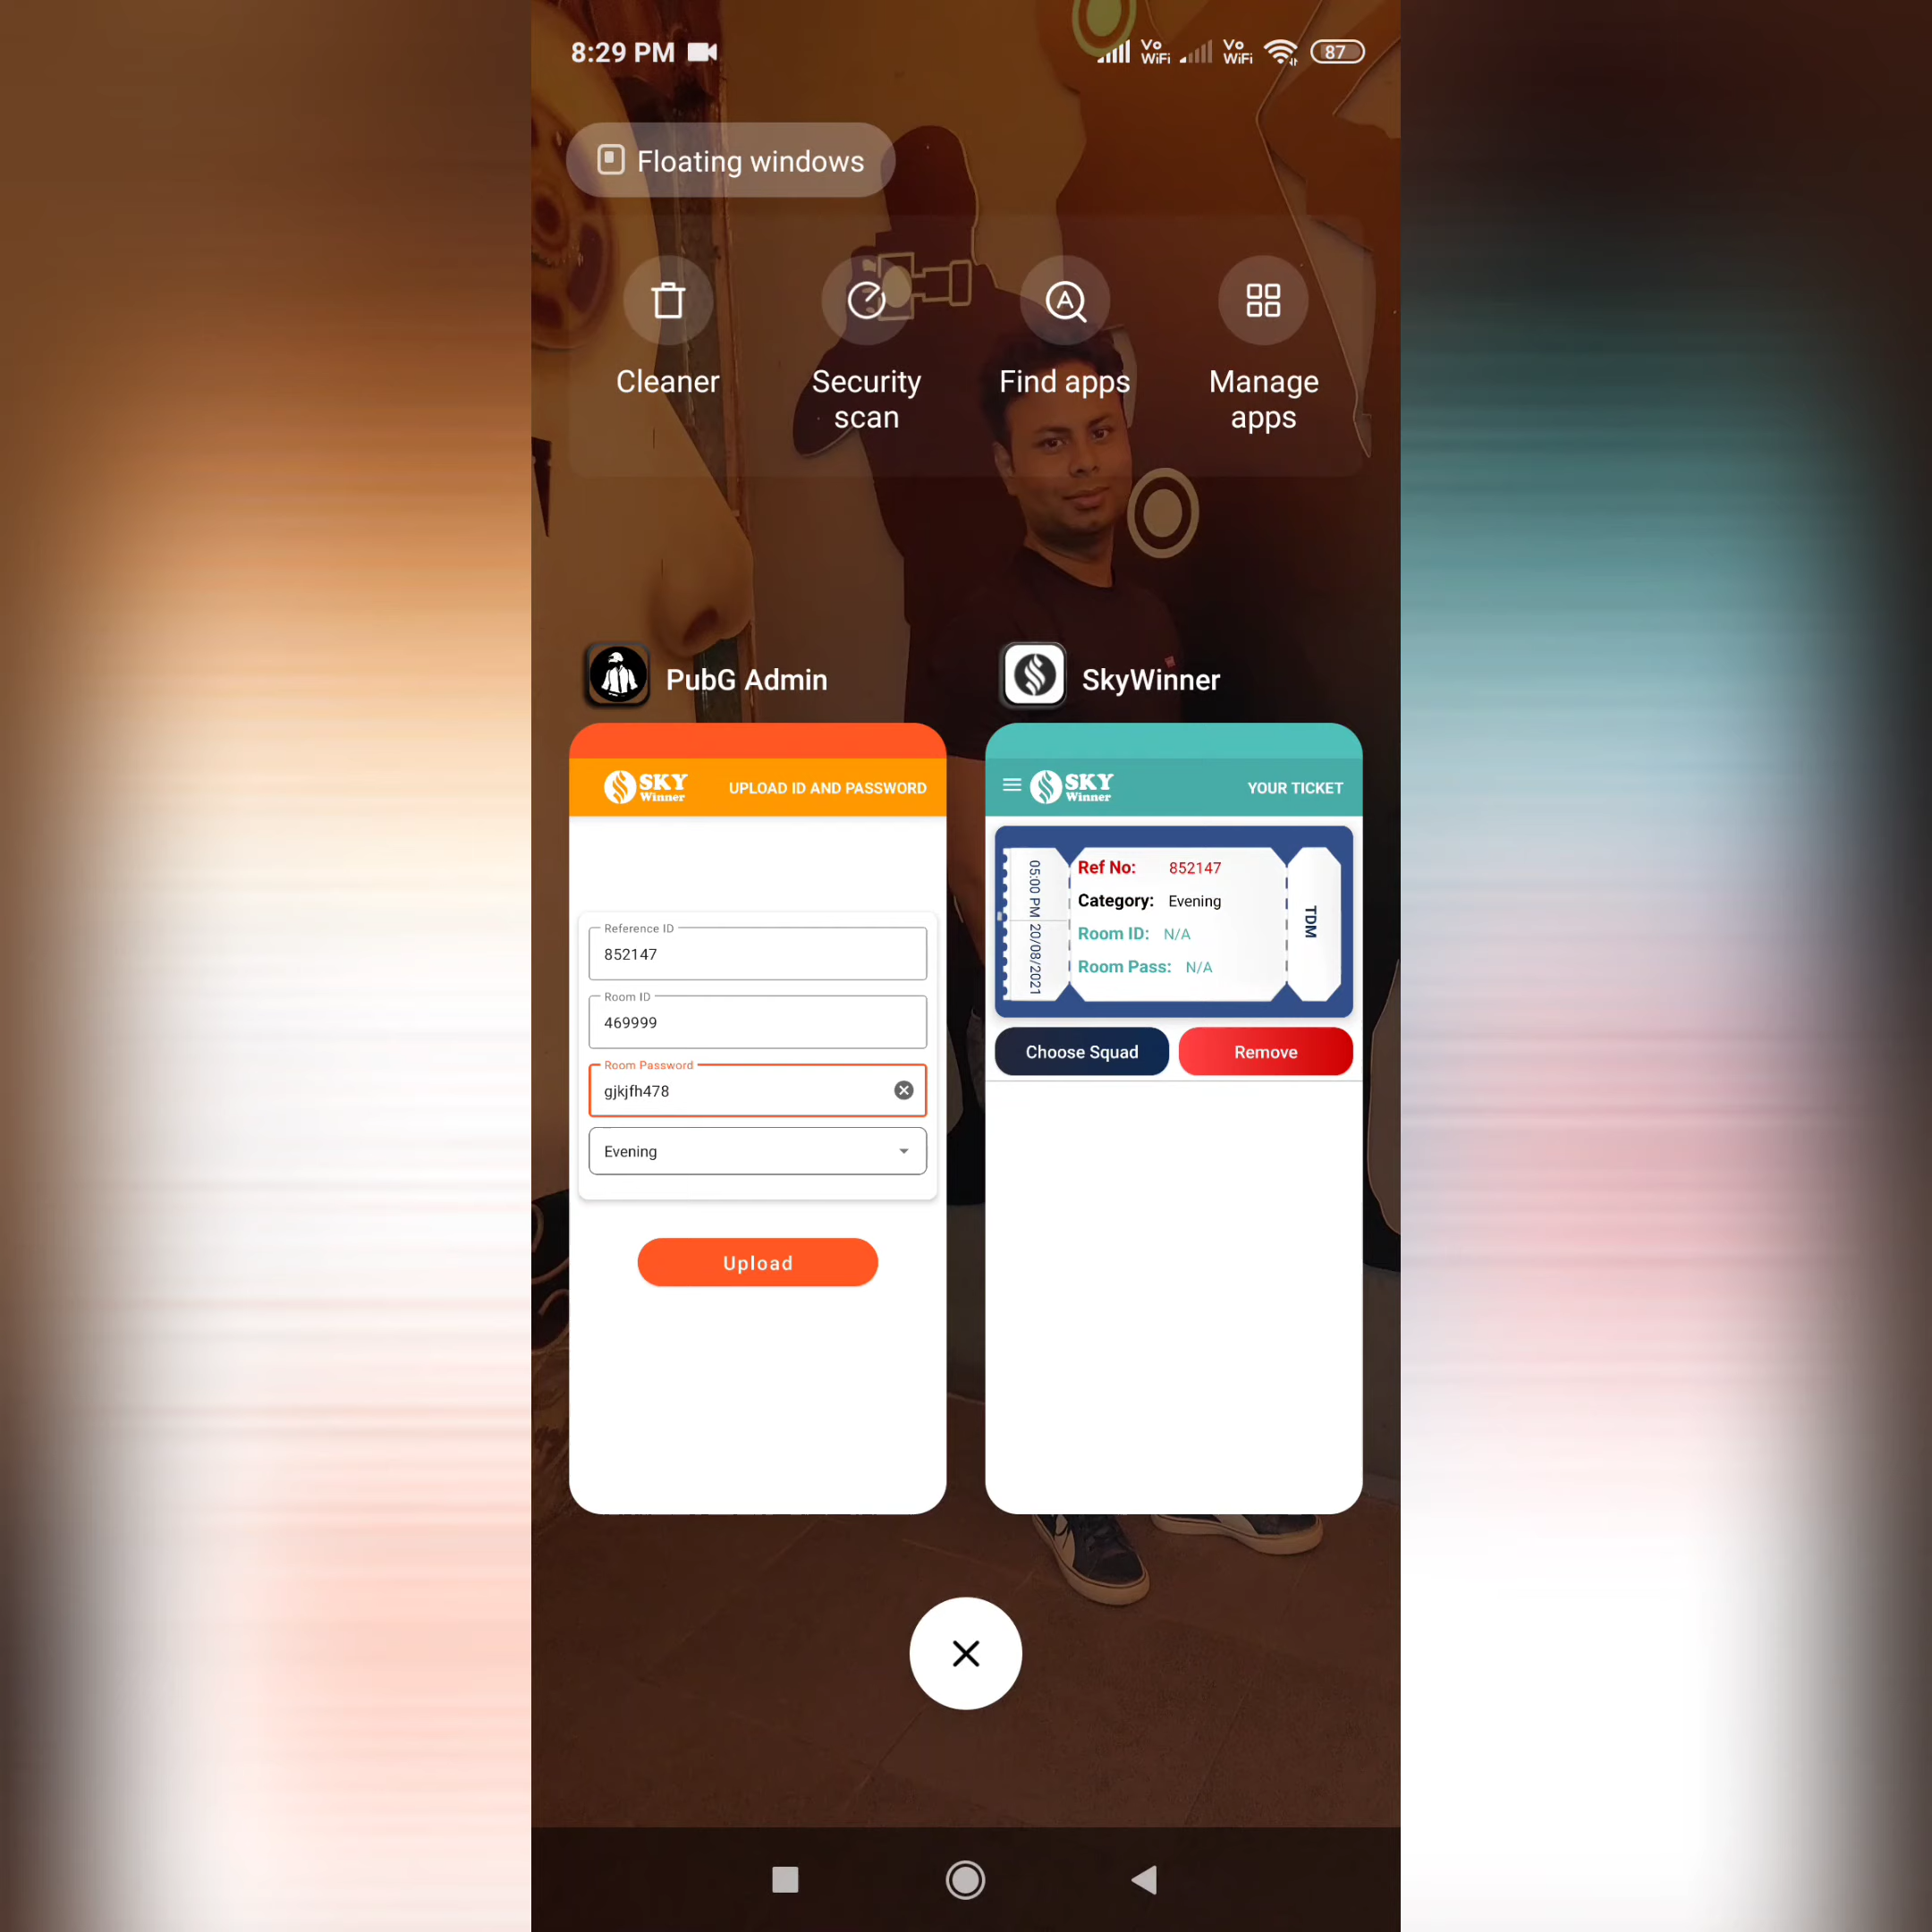 8:29 PM
Vo WiFi
Vo WiFi
87
Floating windows
Cleaner
Security scan
Find apps
Manage apps
PubG Admin
SkyWinner
SKY Winner
UPLOAD ID AND PASSWORD
Reference ID
852147
Room ID
469999
Room Password
gjkjfh478
Evening
Upload
SKY Winner
YOUR TICKET
05:00 PM 20/08/2021
Ref No: 852147
Category: Evening
Room ID: N/A
Room Pass: N/A
TDM
Choose Squad
Remove